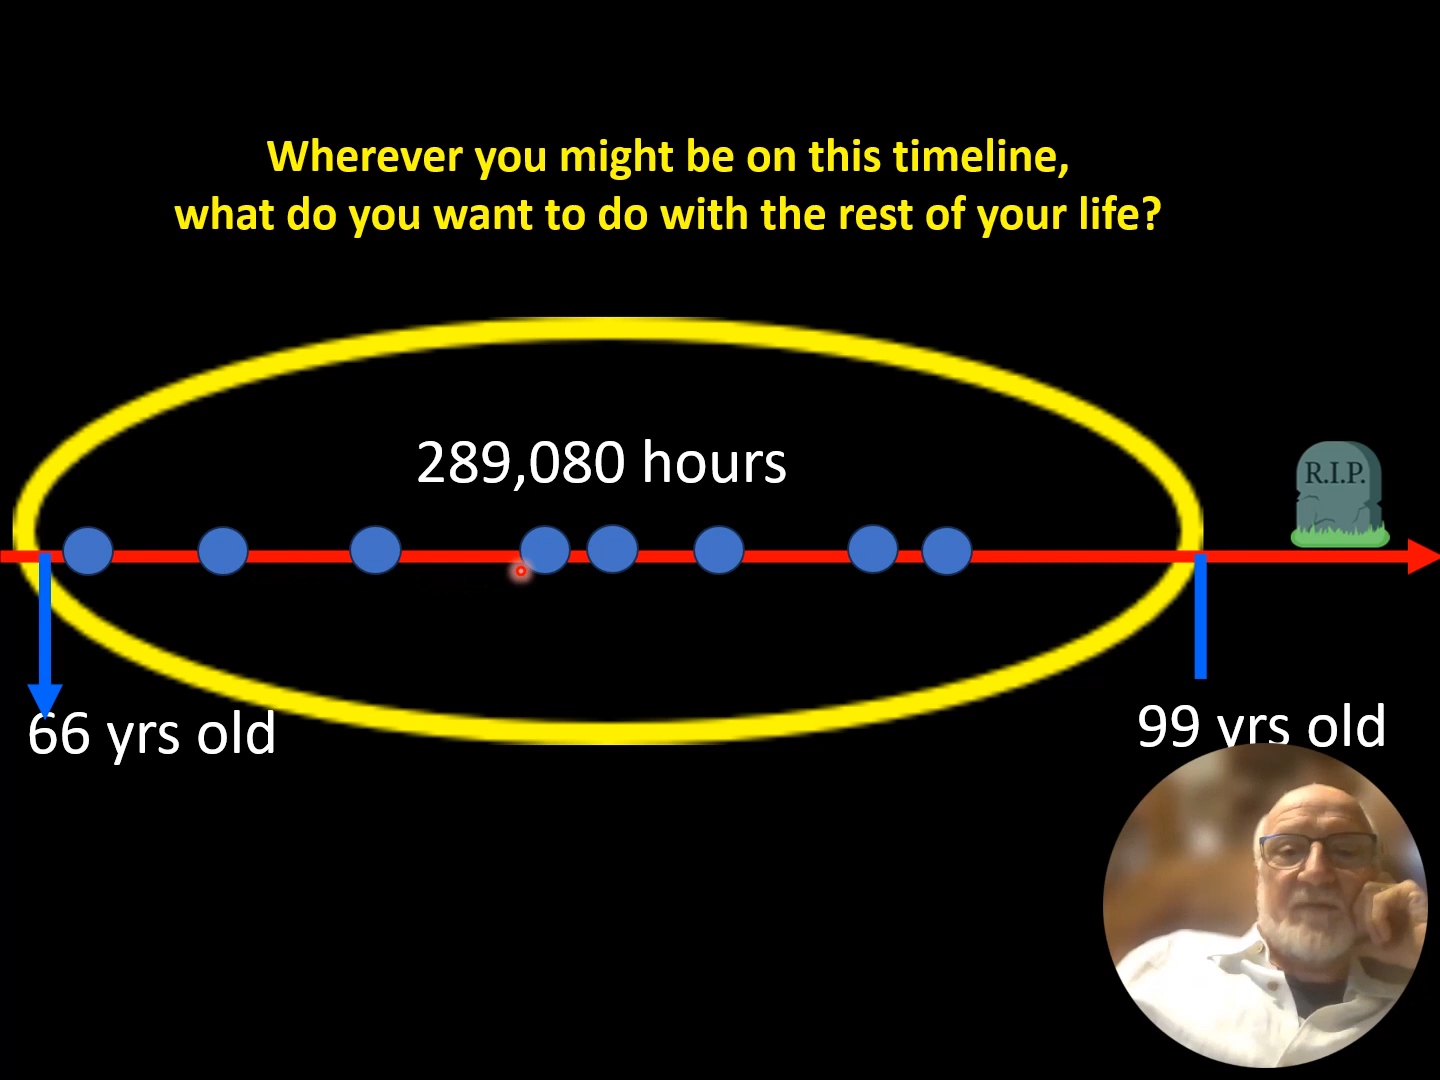 Wherever you might be on this timeline,
what do you want to do with the rest of your life?
289,080 hours
R.I.P.
66 yrs old
99 yrs old